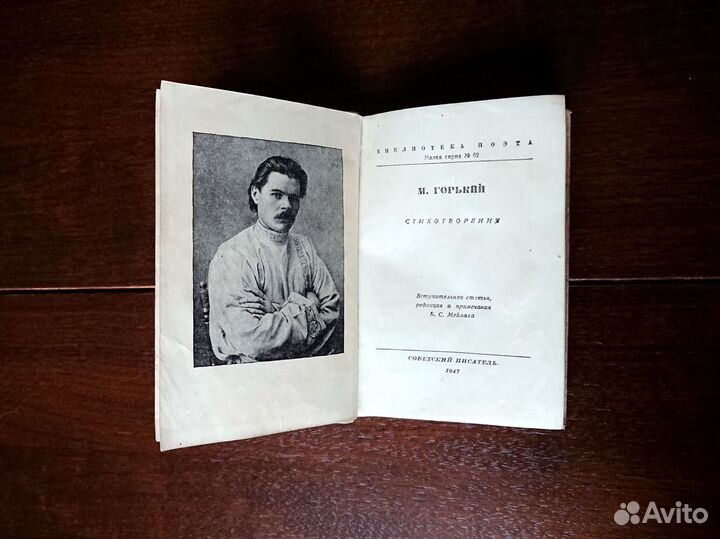 БИБЛИОТЕКА ПОЭТА
Малая серия № 62
М. ГОРЬКИЙ
СТИХОТВОРЕНИЯ
Вступительная статья,
редакция и примечания
Б. С. Мейлаха
СОВЕТСКИЙ ПИСАТЕЛЬ
1947
Avito